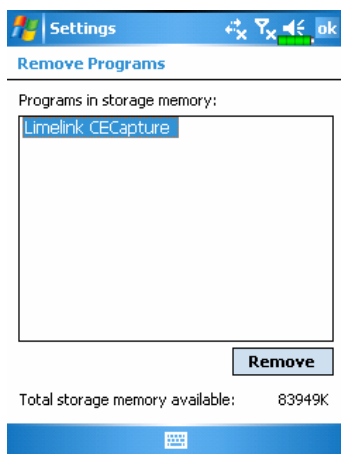 Settings
ok
Remove Programs
Programs in storage memory:
Limelink CECapture
Remove
Total storage memory available: 83949K